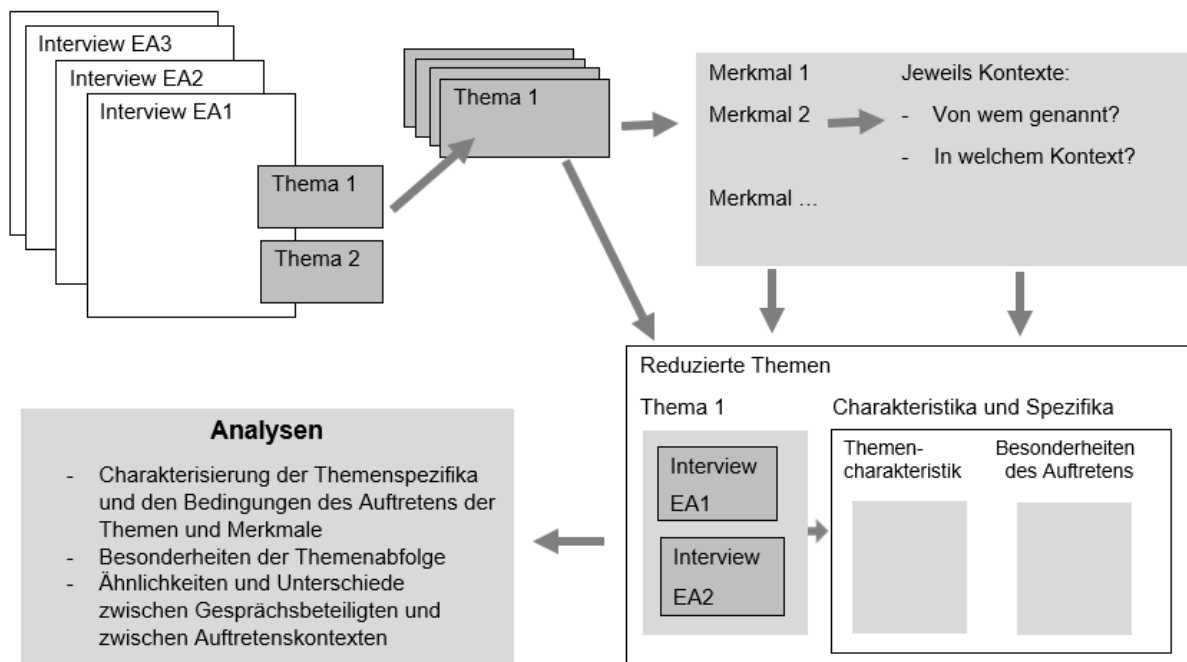 Interview EA3
Interview EA2
Interview EA1
Thema 1
Thema 2
Thema 1
Merkmal 1
Merkmal 2
Merkmal …
Jeweils Kontexte:
- Von wem genannt?
- In welchem Kontext?
Reduzierte Themen
Thema 1
Interview
EA1
Interview
EA2
Charakteristika und Spezifika
Themen-
charakteristik
Besonderheiten
des Auftretens
Analysen
- Charakterisierung der Themenspezifika
und den Bedingungen des Auftretens der
Themen und Merkmale
- Besonderheiten der Themenabfolge
- Ähnlichkeiten und Unterschiede
zwischen Gesprächsbeteiligten und
zwischen Auftretenskontexten